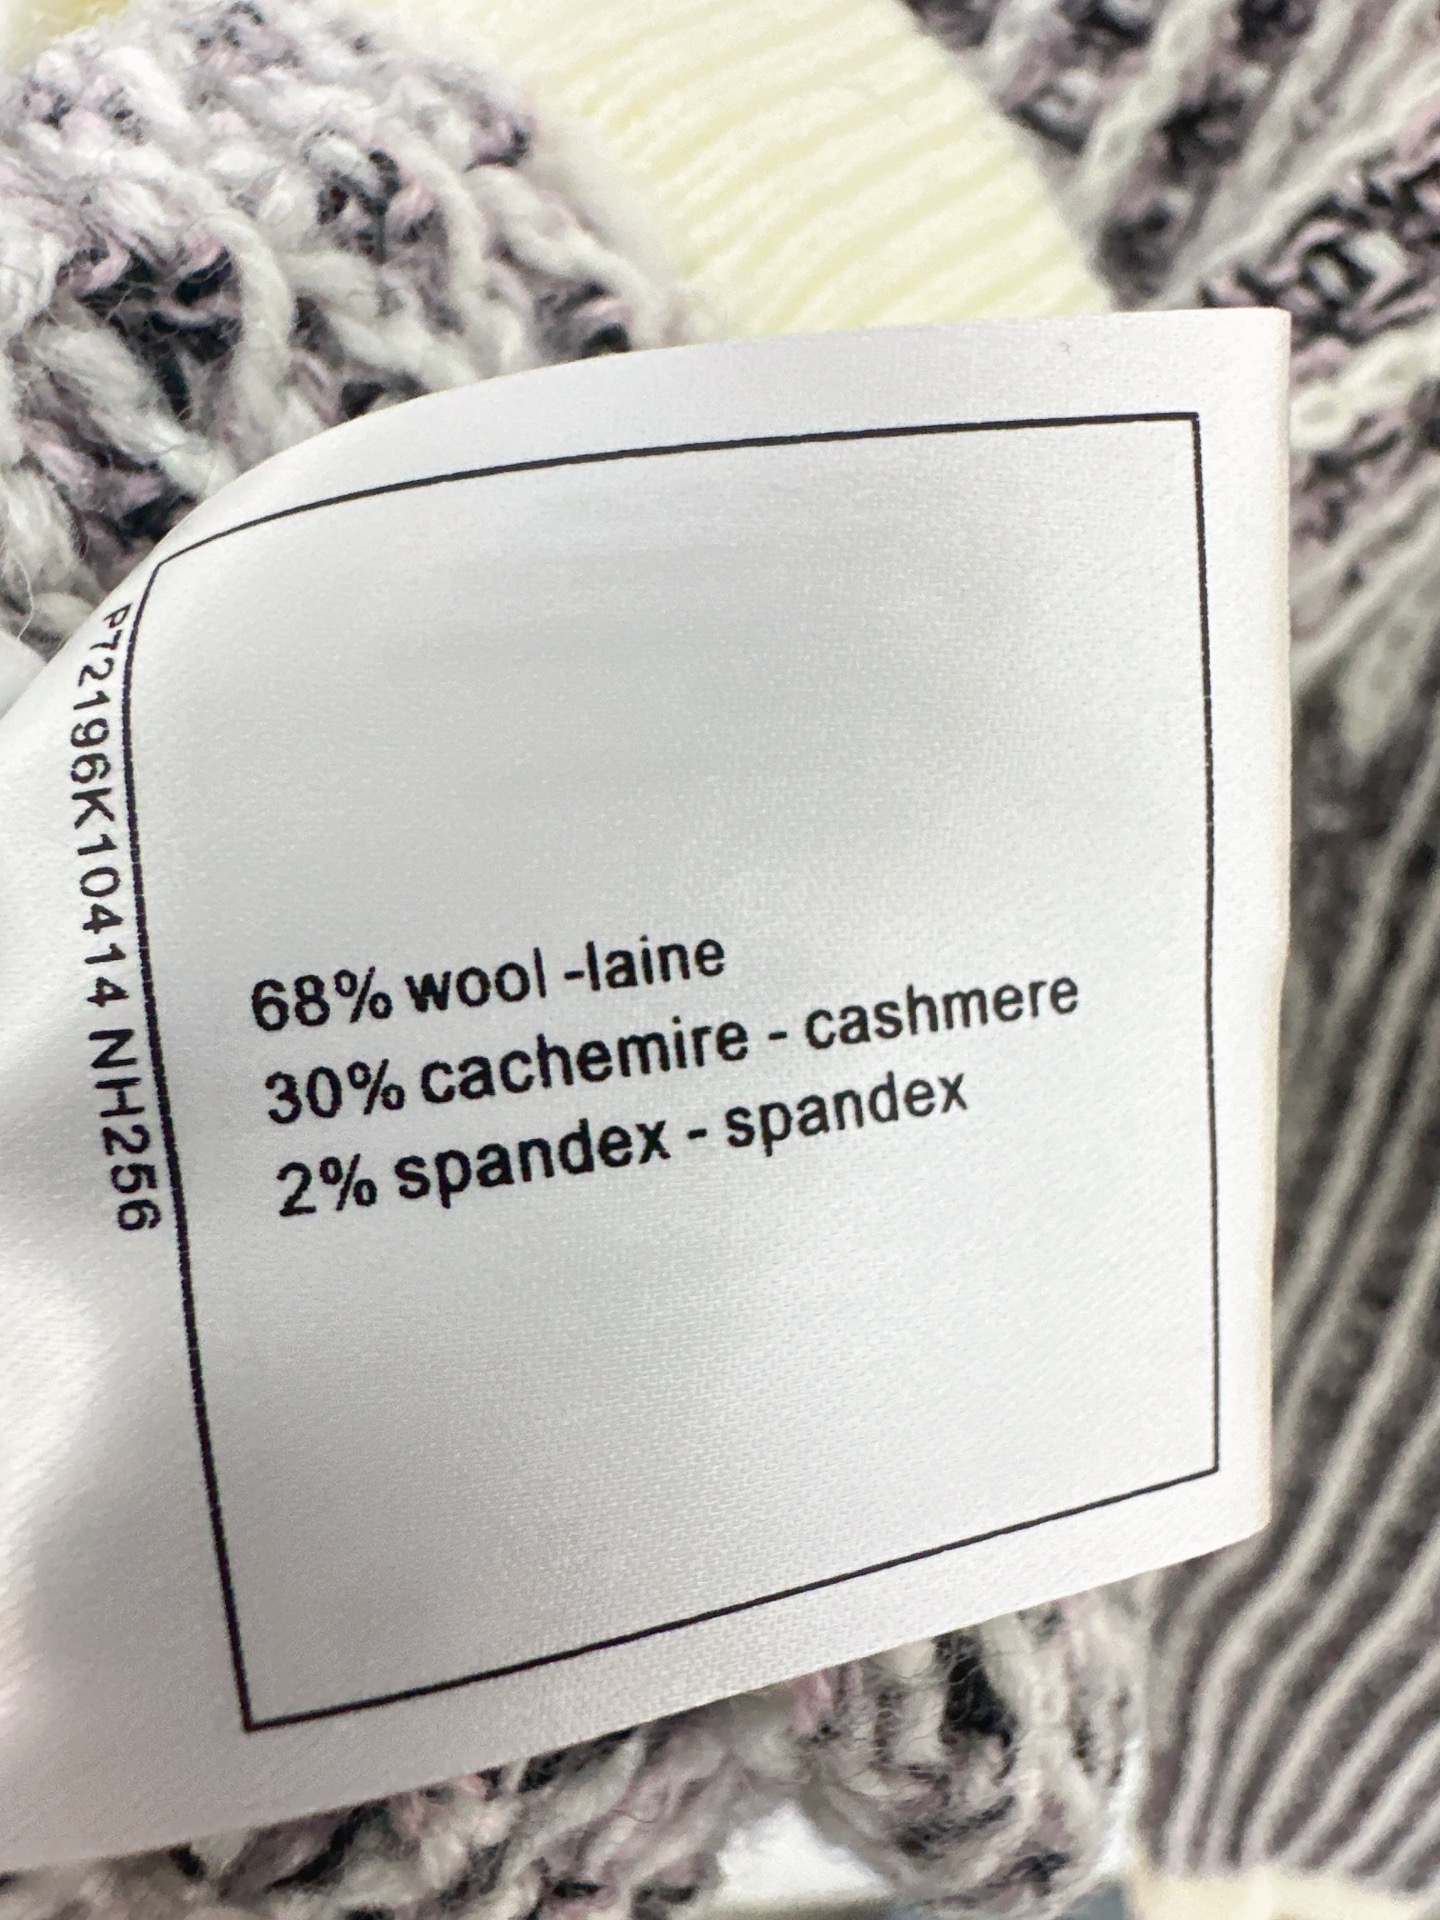 P72196K10414 NH256
68% wool -laine
30% cachemire - cashmere
2% spandex - spandex